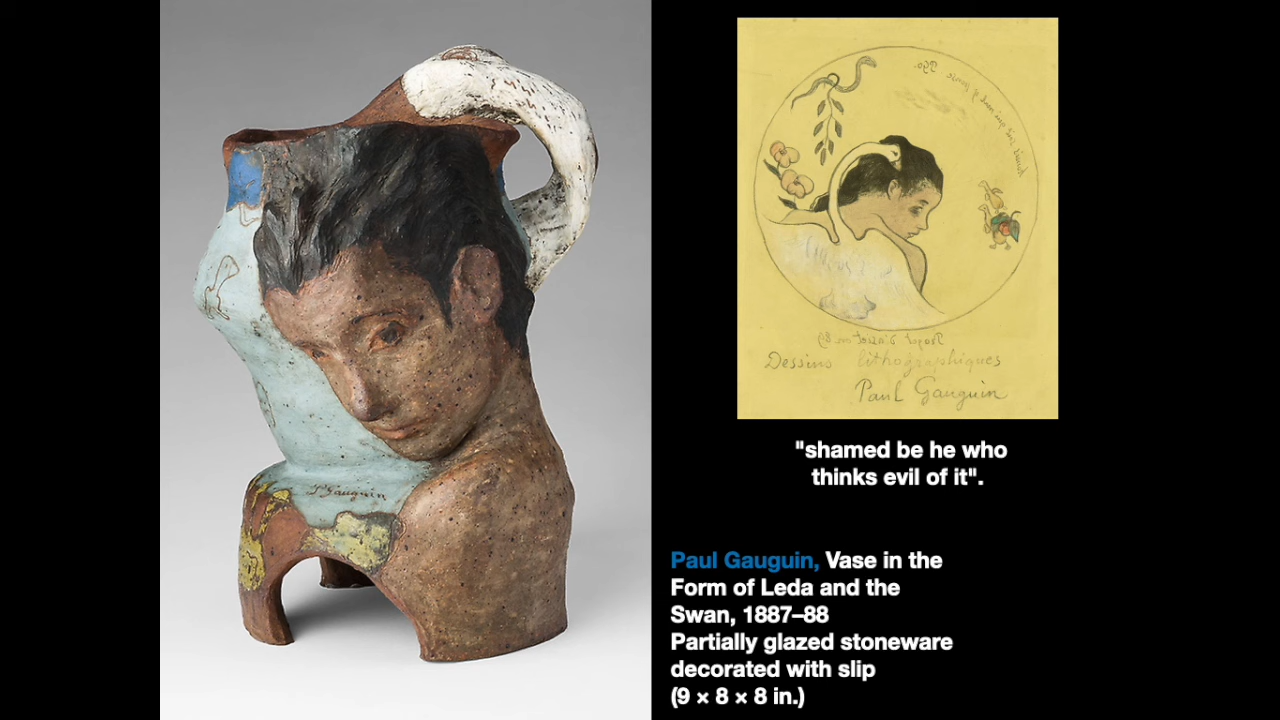 P Gauguin
Dessins lithographiques
Paul Gauguin
"shamed be he who
thinks evil of it".
Paul Gauguin, Vase in the
Form of Leda and the
Swan, 1887–88
Partially glazed stoneware
decorated with slip
(9 × 8 × 8 in.)